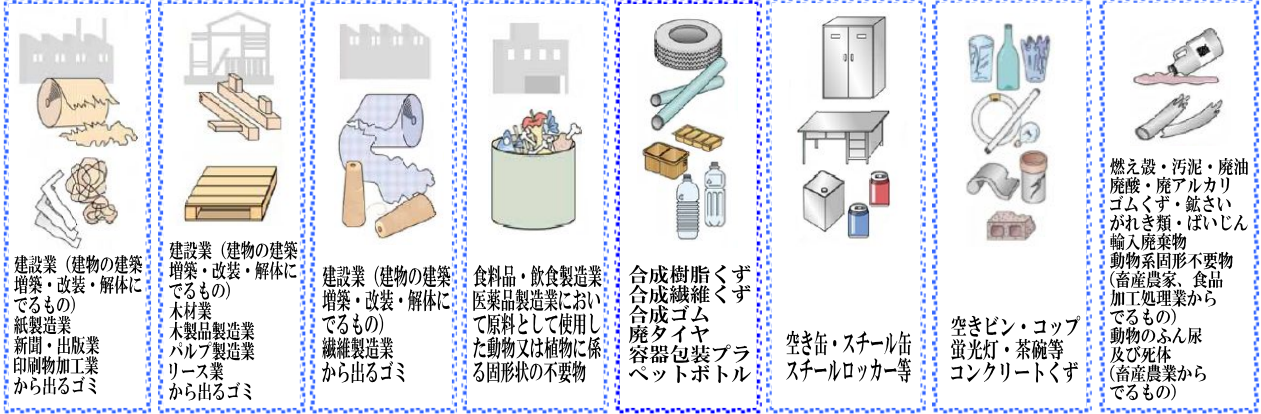 建設業（建物の建築
増築・改装・解体に
でるもの）
紙製造業
新聞・出版業
印刷物加工業
から出るゴミ
建設業（建物の建築
増築・改装・解体に
でるもの）
木材業
木製品製造業
パルプ製造業
リース業
から出るゴミ
建設業（建物の建築
増築・改装・解体に
でるもの）
繊維製造業
から出るゴミ
食料品・飲食製造業
医薬品製造業におい
て原料として使用し
た動物又は植物に係
る固形状の不要物
合成樹脂くず
合成繊維くず
合成ゴム
廃タイヤ
容器包装プラ
ペットボトル
空き缶・スチール缶
スチールロッカー等
空きビン・コップ
蛍光灯・茶碗等
コンクリートくず
燃え殻・汚泥・廃油
廃酸・廃アルカリ
ゴムくず・鉱さい
がれき類・ばいじん
輸入廃棄物
動物系固形不要物
(畜産農家、食品
加工処理業から
でるもの）
動物のふん尿
及び死体
(畜産農業から
でるもの）